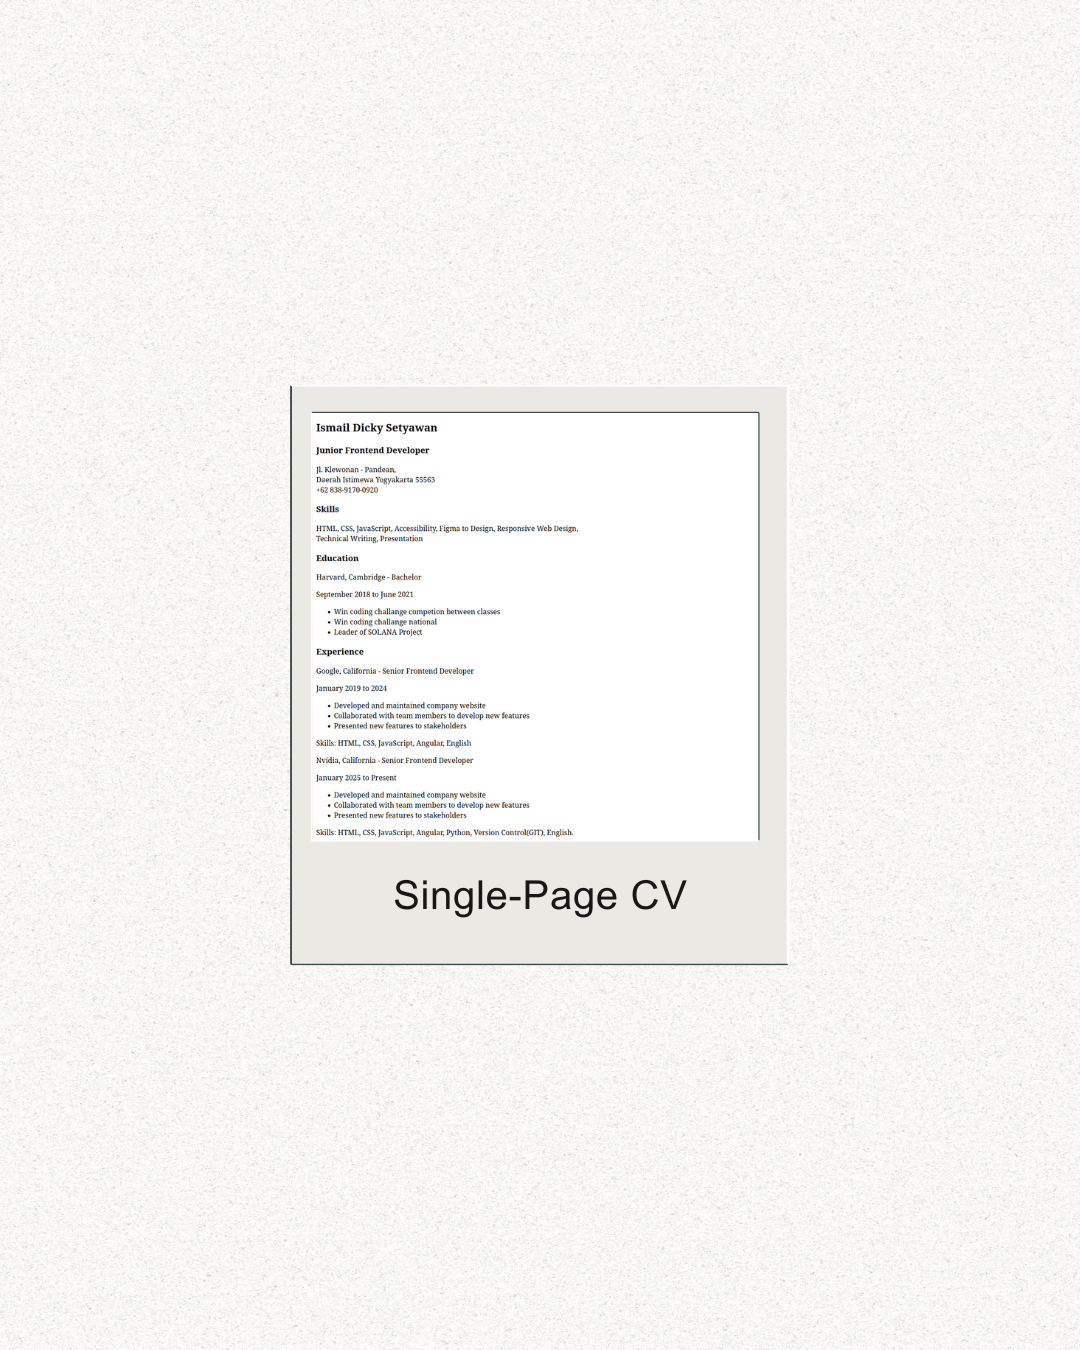 Ismail Dicky Setyawan
Junior Frontend Developer
Jl. Klewonan - Pandean,
Daerah Istimewa Yogyakarta 55563
+62 838-9170-0920
Skills
HTML, CSS, JavaScript, Accessibility, Figma to Design, Responsive Web Design,
Technical Writing, Presentation
Education
Harvard, Cambridge - Bachelor
September 2018 to June 2021
• Win coding challange competion between classes
• Win coding challange national
• Leader of SOLANA Project
Experience
Google, California - Senior Frontend Developer
January 2019 to 2024
• Developed and maintained company website
• Collaborated with team members to develop new features
• Presented new features to stakeholders
Skills: HTML, CSS, JavaScript, Angular, English
Nvidia, California - Senior Frontend Developer
January 2025 to Present
• Developed and maintained company website
• Collaborated with team members to develop new features
• Presented new features to stakeholders
Skills: HTML, CSS, JavaScript, Angular, Python, Version Control(GIT), English.
Single-Page CV